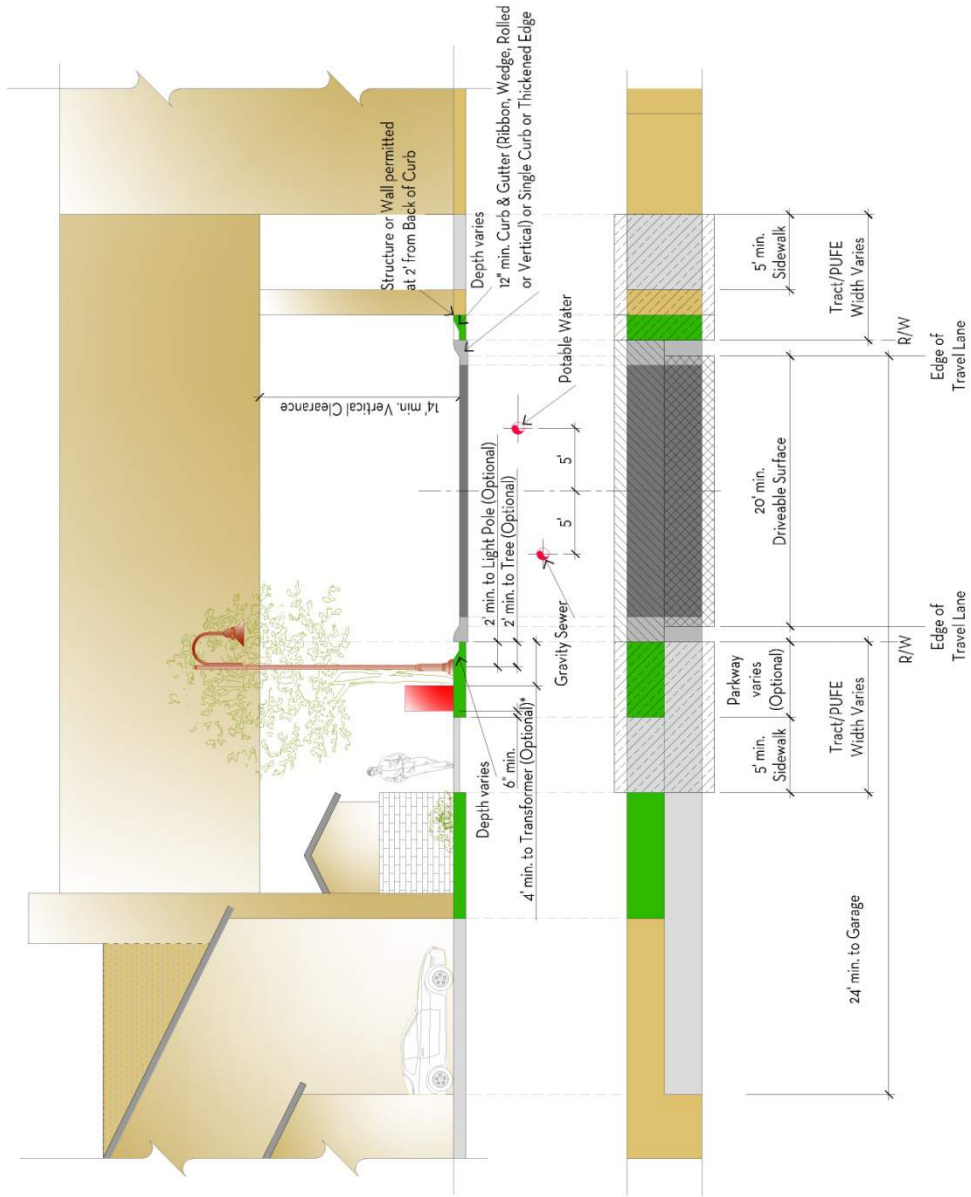 Structure or Wall permitted
at 2' from Back of Curb
Depth varies
12" min. Curb & Gutter (Ribbon, Wedge, Rolled
or Vertical) or Single Curb or Thickened Edge
14' min. Vertical Clearance
Potable Water
5'
5'
2' min. to Light Pole (Optional)
2' min. to Tree (Optional)
Gravity Sewer
Depth varies
6" min
4' min. to Transformer (Optional)*
5' min.
Sidewalk
Tract/PUFE
Width Varies
R/W
Edge of
Travel Lane
20' min.
Driveable Surface
Edge of
Travel Lane
R/W
Parkway
varies
(Optional)
5' min.
Sidewalk
Tract/PUFE
Width Varies
24' min. to Garage